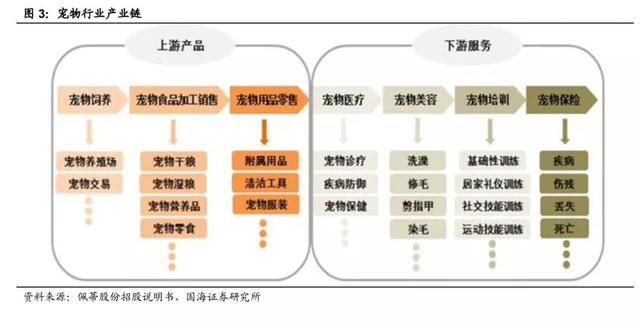 图 3：宠物行业产业链
上游产品
下游服务
宠物饲养
宠物食品加工销售
宠物用品零售
宠物医疗
宠物美容
宠物培训
宠物保险
宠物养殖场
宠物干粮
附属用品
宠物诊疗
洗澡
基础性训练
疾病
宠物交易
宠物湿粮
洁洁工具
疾病防御
修毛
居家礼仪训练
伤残
宠物营养品
宠物服装
宠物保健
剪指甲
社交技能训练
丢失
宠物零食
染毛
运动技能训练
死亡
资料来源：佩蒂股份招股说明书，国海证券研究所